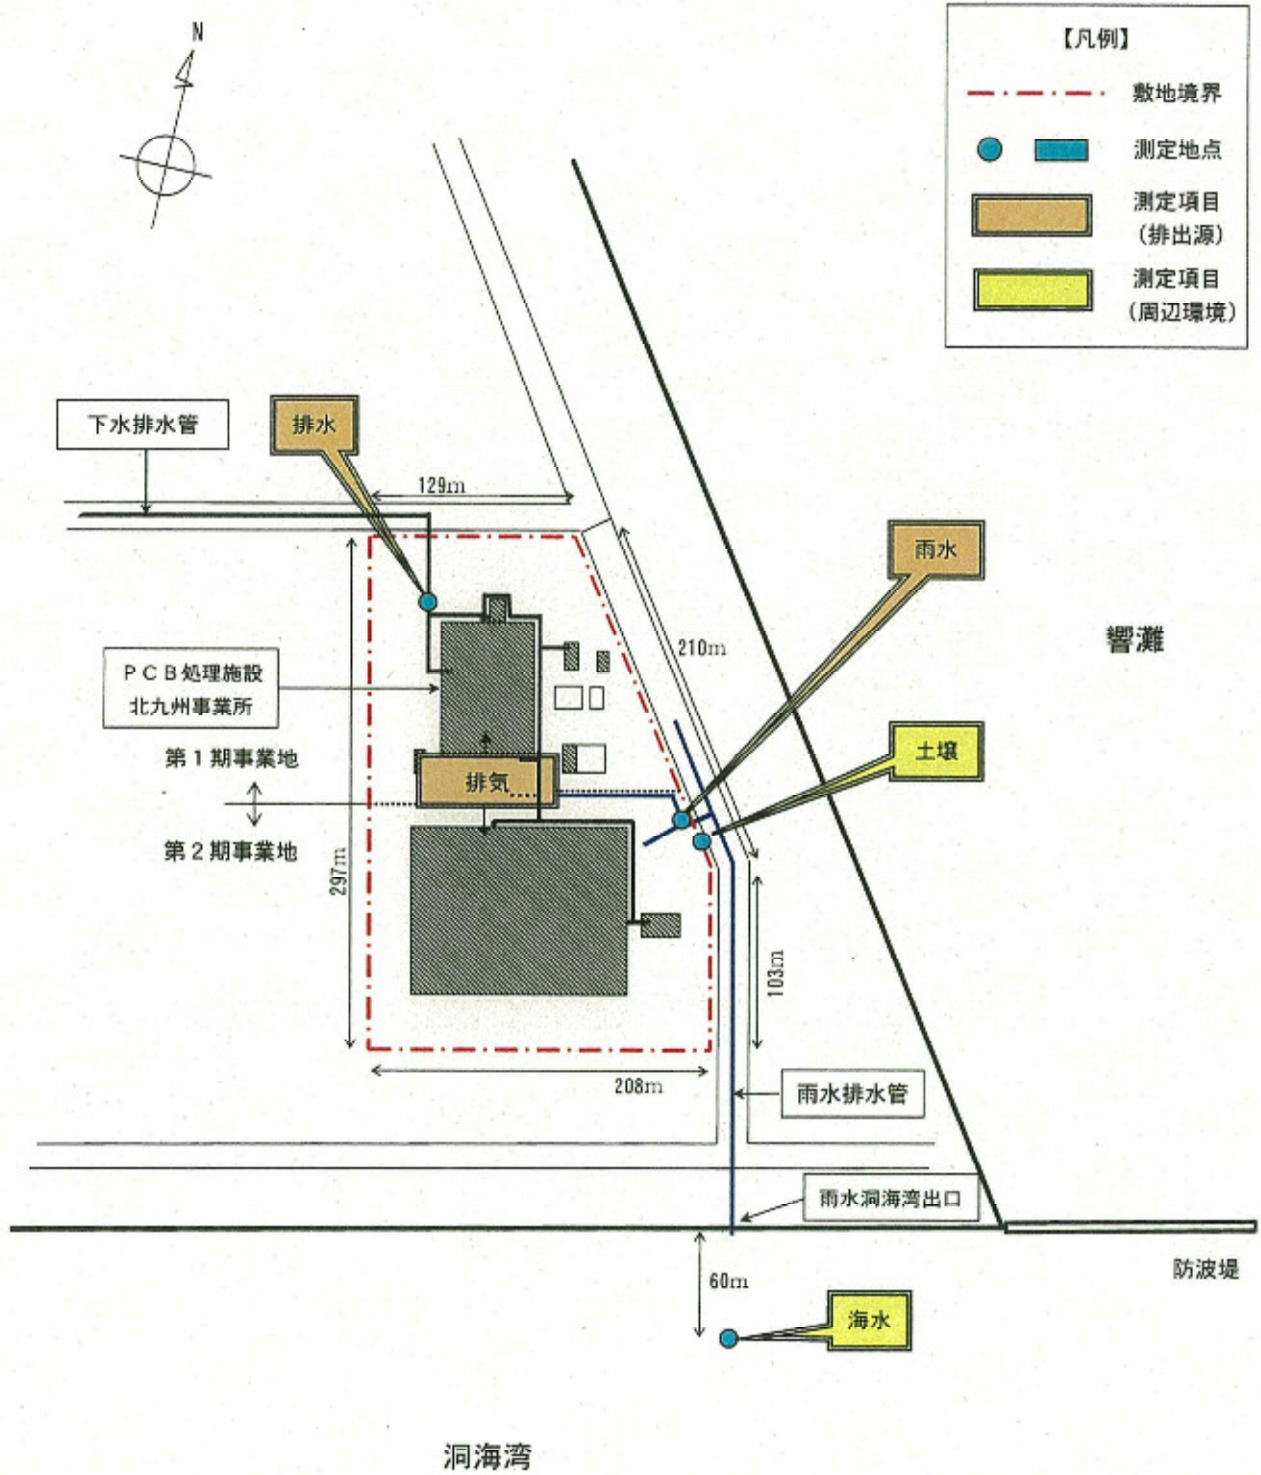 N
【凡例】
敷地境界
測定地点
測定項目
(排出源)
測定項目
(周辺環境)
下水排水管
排水
129m
雨水
響灘
210m
PCB処理施設
北九州事業所
土壌
第1期事業地
排気
第2期事業地
297m
103m
208m
雨水排水管
雨水洞海湾出口
防波堤
60m
海水
洞海湾